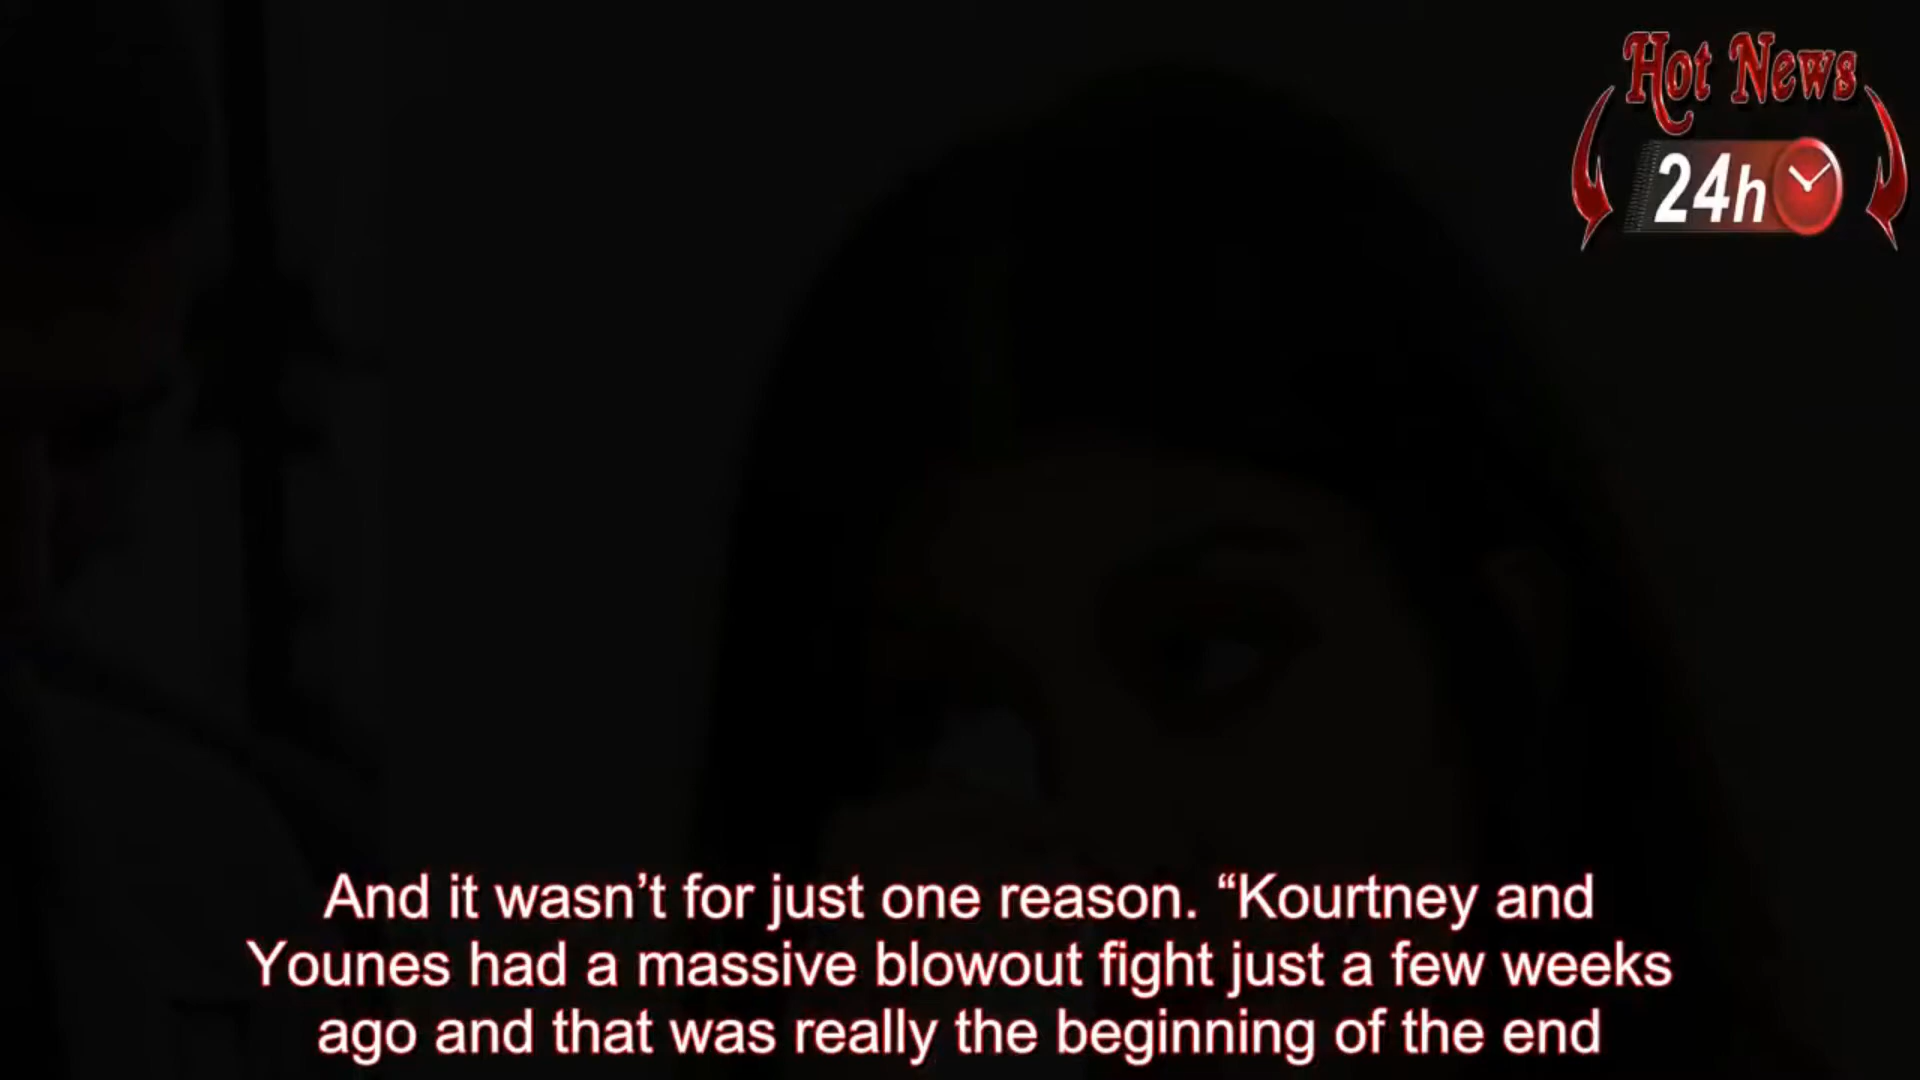 Hot News
24h
And it wasn’t for just one reason. “Kourtney and
Younes had a massive blowout fight just a few weeks
ago and that was really the beginning of the end